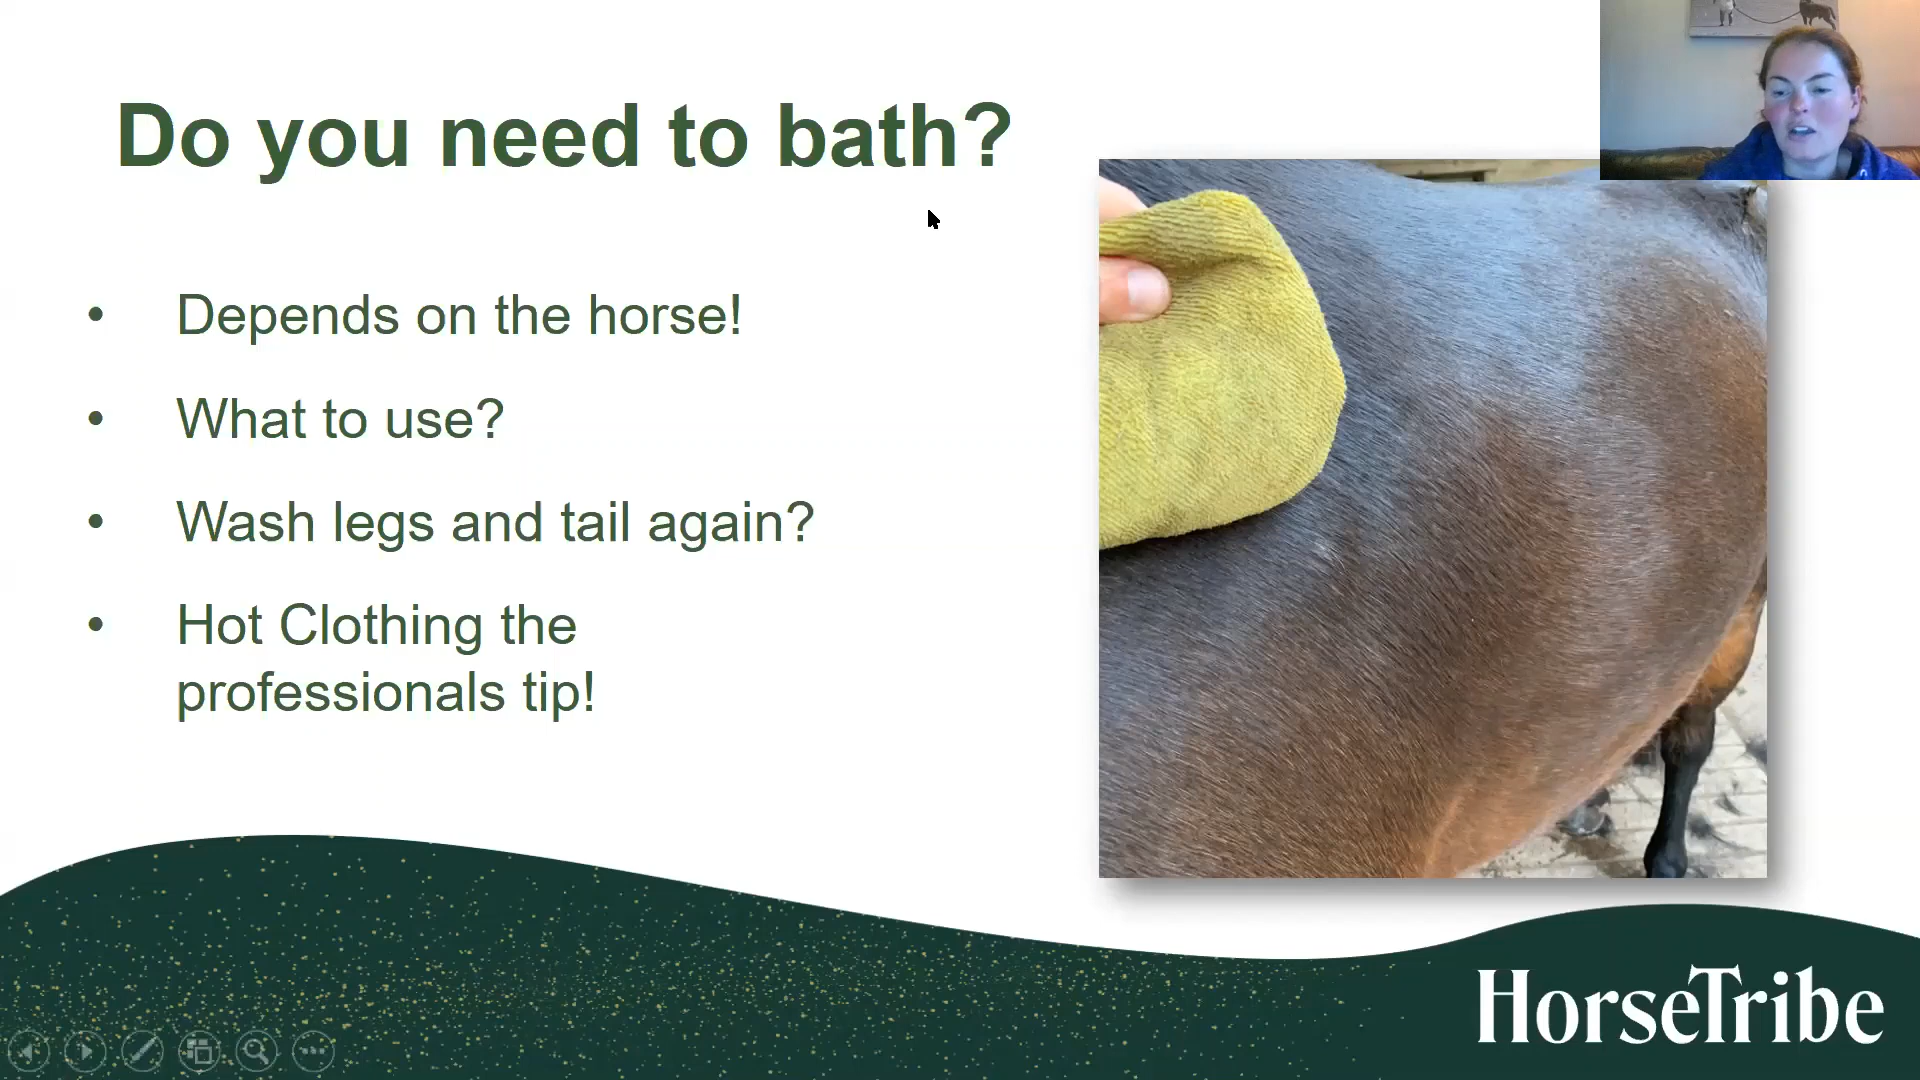 Do you need to bath?
• Depends on the horse!
• What to use?
• Wash legs and tail again?
• Hot Clothing the
professionals tip!
HorseTribe